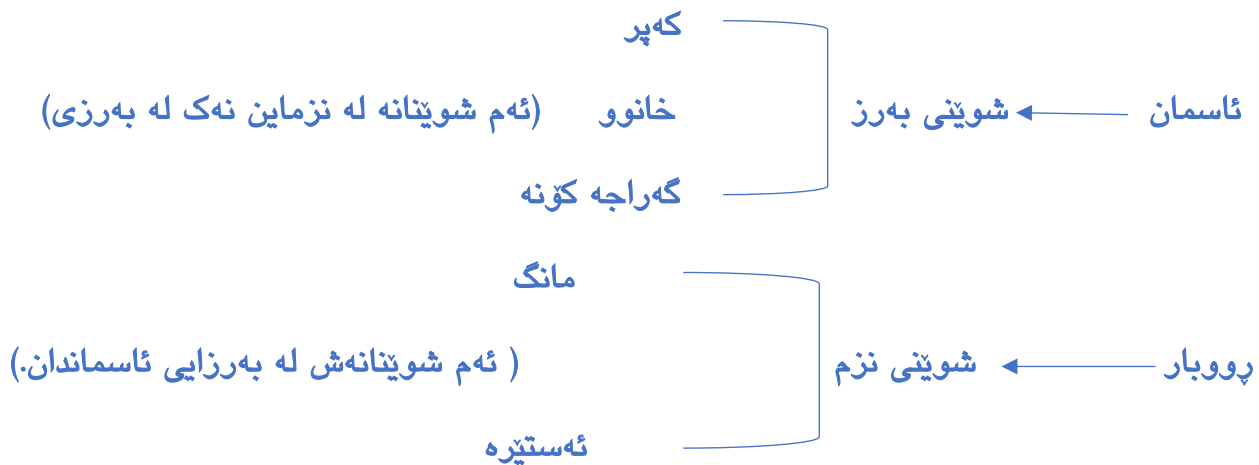 کەپر
ئاسمان شوێنی بەرز خانوو (ئەم شوێنانە لە نزماین نەک لە بەرزی)
گەراجە کۆنە
مانگ
ڕووبار شوێنی نزم ( ئەم شوێنانەش لە بەرزایی ئاسماندان.)
ئەستێرە